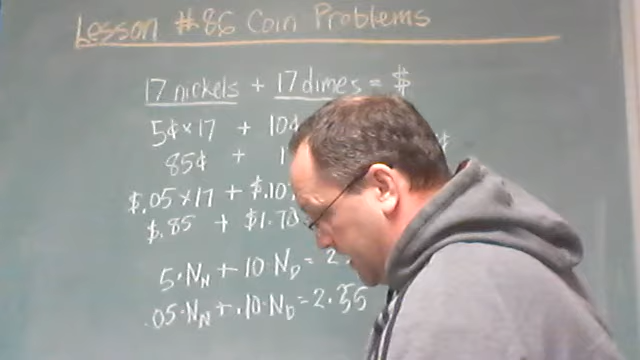 Lesson #86 Coin Problems
17 nickels + 17 dimes = $
5¢×17 + 10¢
85¢ + 1 ¢
$.05×17 + $.10
$.85 + $1.70
5·N_N + 10·N_D = 2
.05·N_N + .10·N_D = 2.55